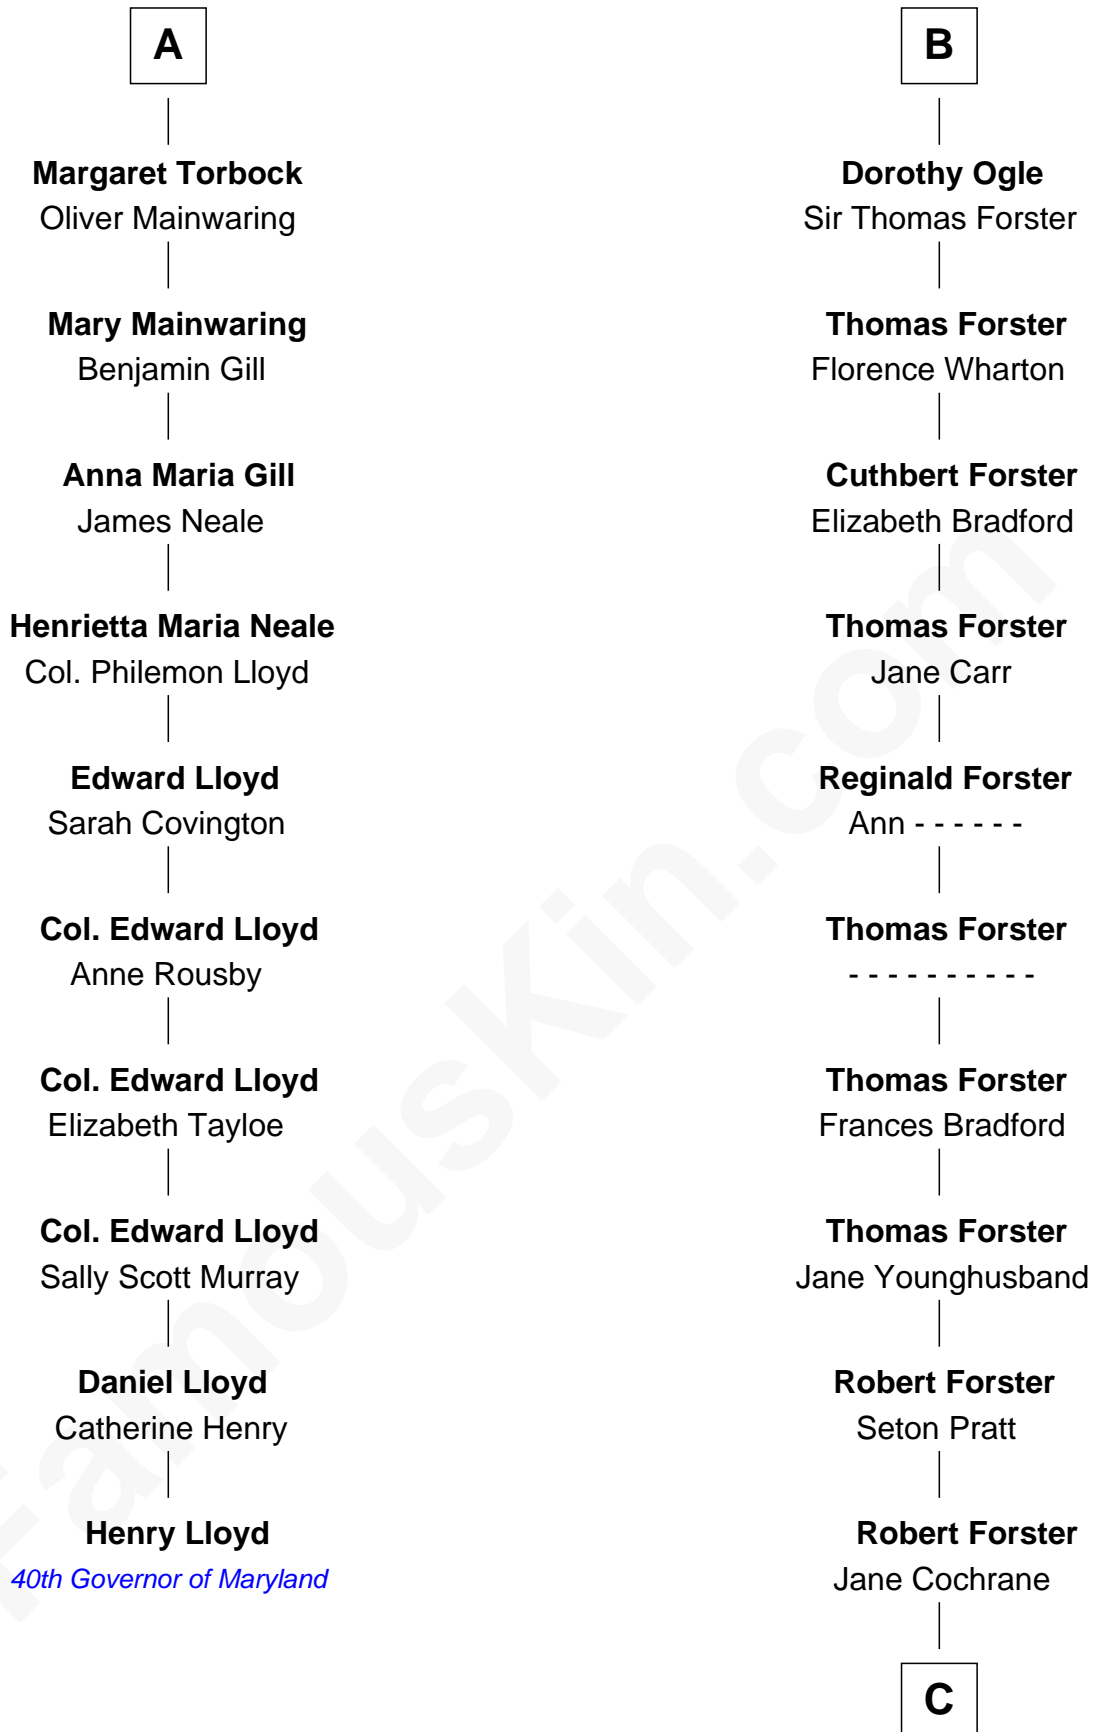 A
Margaret Torbock
Oliver Mainwaring
Mary Mainwaring
Benjamin Gill
Anna Maria Gill
James Neale
Henrietta Maria Neale
Col. Philemon Lloyd
Edward Lloyd
Sarah Covington
Col. Edward Lloyd
Anne Rousby
Col. Edward Lloyd
Elizabeth Tayloe
Col. Edward Lloyd
Sally Scott Murray
Daniel Lloyd
Catherine Henry
Henry Lloyd
40th Governor of Maryland
B
Dorothy Ogle
Sir Thomas Forster
Thomas Forster
Florence Wharton
Cuthbert Forster
Elizabeth Bradford
Thomas Forster
Jane Carr
Reginald Forster
Ann - - - - - -
Thomas Forster
- - - - - - - - - -
Thomas Forster
Frances Bradford
Thomas Forster
Jane Younghusband
Robert Forster
Seton Pratt
Robert Forster
Jane Cochrane
C
FamousKin.com